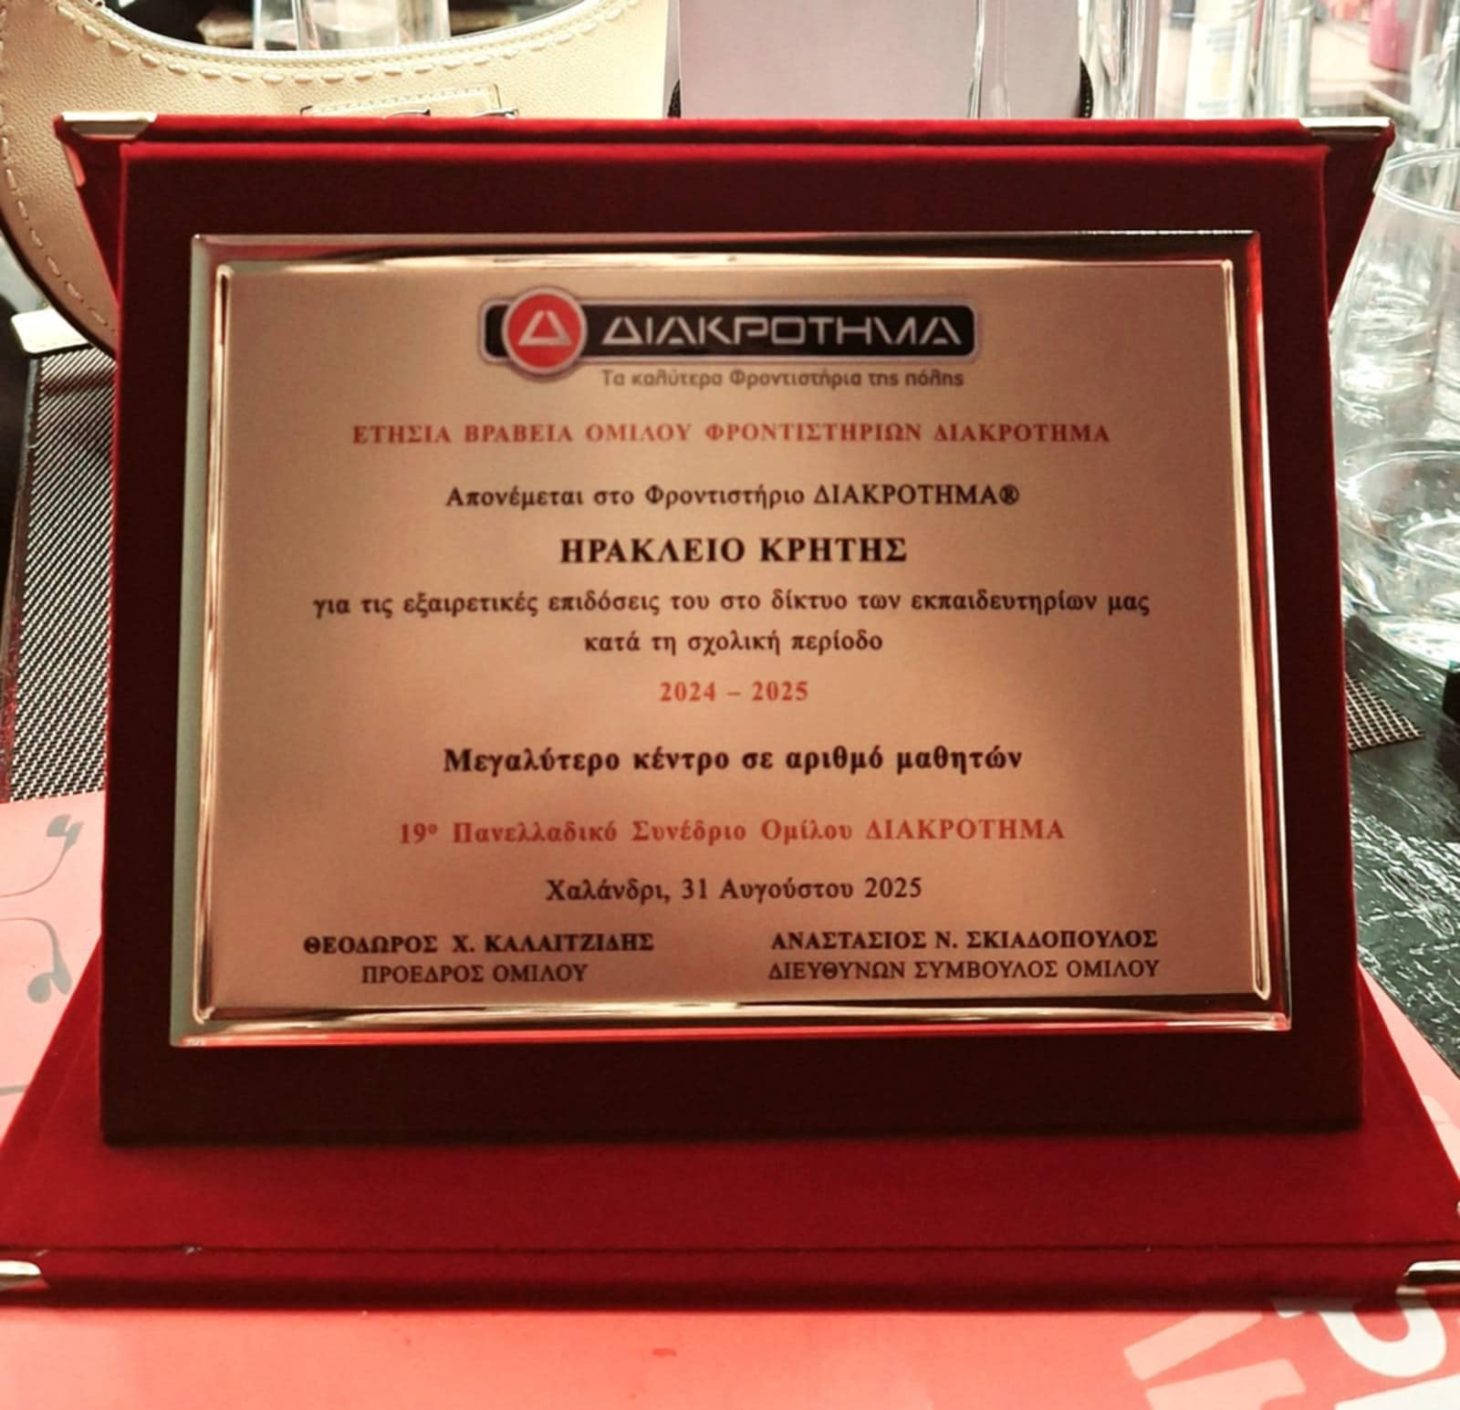 ΔΙΑΚΡΟΤΗΜΑ
Τα καλύτερα Φροντιστήρια της πόλης
ΕΤΗΣΙΑ ΒΡΑΒΕΙΑ ΟΜΙΛΟΥ ΦΡΟΝΤΙΣΤΗΡΙΩΝ ΔΙΑΚΡΟΤΗΜΑ
Απονέμεται στο Φροντιστήριο ΔΙΑΚΡΟΤΗΜΑ®
ΗΡΑΚΛΕΙΟ ΚΡΗΤΗΣ
για τις εξαιρετικές επιδόσεις του στο δίκτυο των εκπαιδευτηρίων μας
κατά τη σχολική περίοδο
2024 – 2025
Μεγαλύτερο κέντρο σε αριθμό μαθητών
19º Πανελλαδικό Συνέδριο Ομίλου ΔΙΑΚΡΟΤΗΜΑ
Χαλάνδρι, 31 Αυγούστου 2025
ΘΕΟΔΩΡΟΣ Χ. ΚΑΛΑΙΤΖΙΔΗΣ ΑΝΑΣΤΑΣΙΟΣ Ν. ΣΚΙΑΔΟΠΟΥΛΟΣ
ΠΡΟΕΔΡΟΣ ΟΜΙΛΟΥ ΔΙΕΥΘΥΝΩΝ ΣΥΜΒΟΥΛΟΣ ΟΜΙΛΟΥ